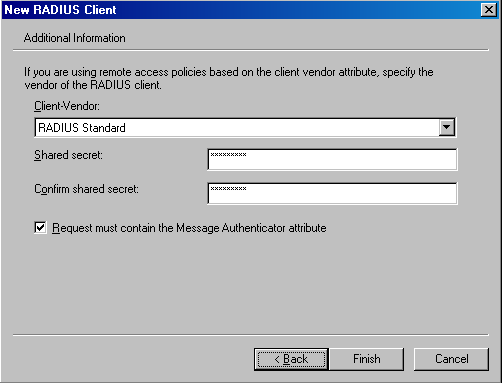 New RADIUS Client
Additional Information
If you are using remote access policies based on the client vendor attribute, specify the
vendor of the RADIUS client.
Client-Vendor:
RADIUS Standard
Shared secret:
*********
Confirm shared secret:
*********
Request must contain the Message Authenticator attribute
< Back
Finish
Cancel